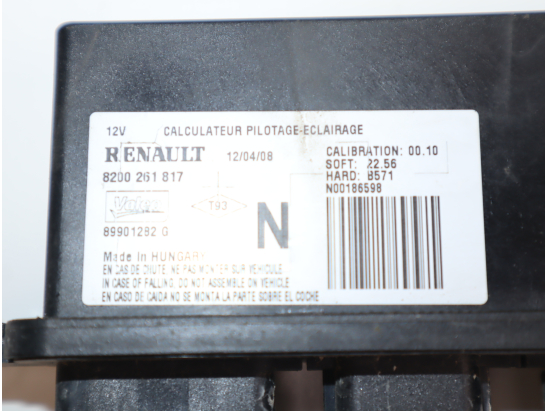 12V CALCULATEUR PILOTAGE-ECLAIRAGE
RENAULT 12/04/08
CALIBRATION: 00.10
SOFT: 22.56
HARD: 8571
N00186598
8200 261 817
Valeo
T93
89901282 G
N
Made In HUNGARY
EN CAS DE CHUTE NE PAS MONTER SUR VEHICULE
IN CASE OF FALLING DO NOT ASSEMBLE ON VEHICLE
EN CASO DE CAIDA NO SE MONTA LA PARTE SOBRE EL COCHE